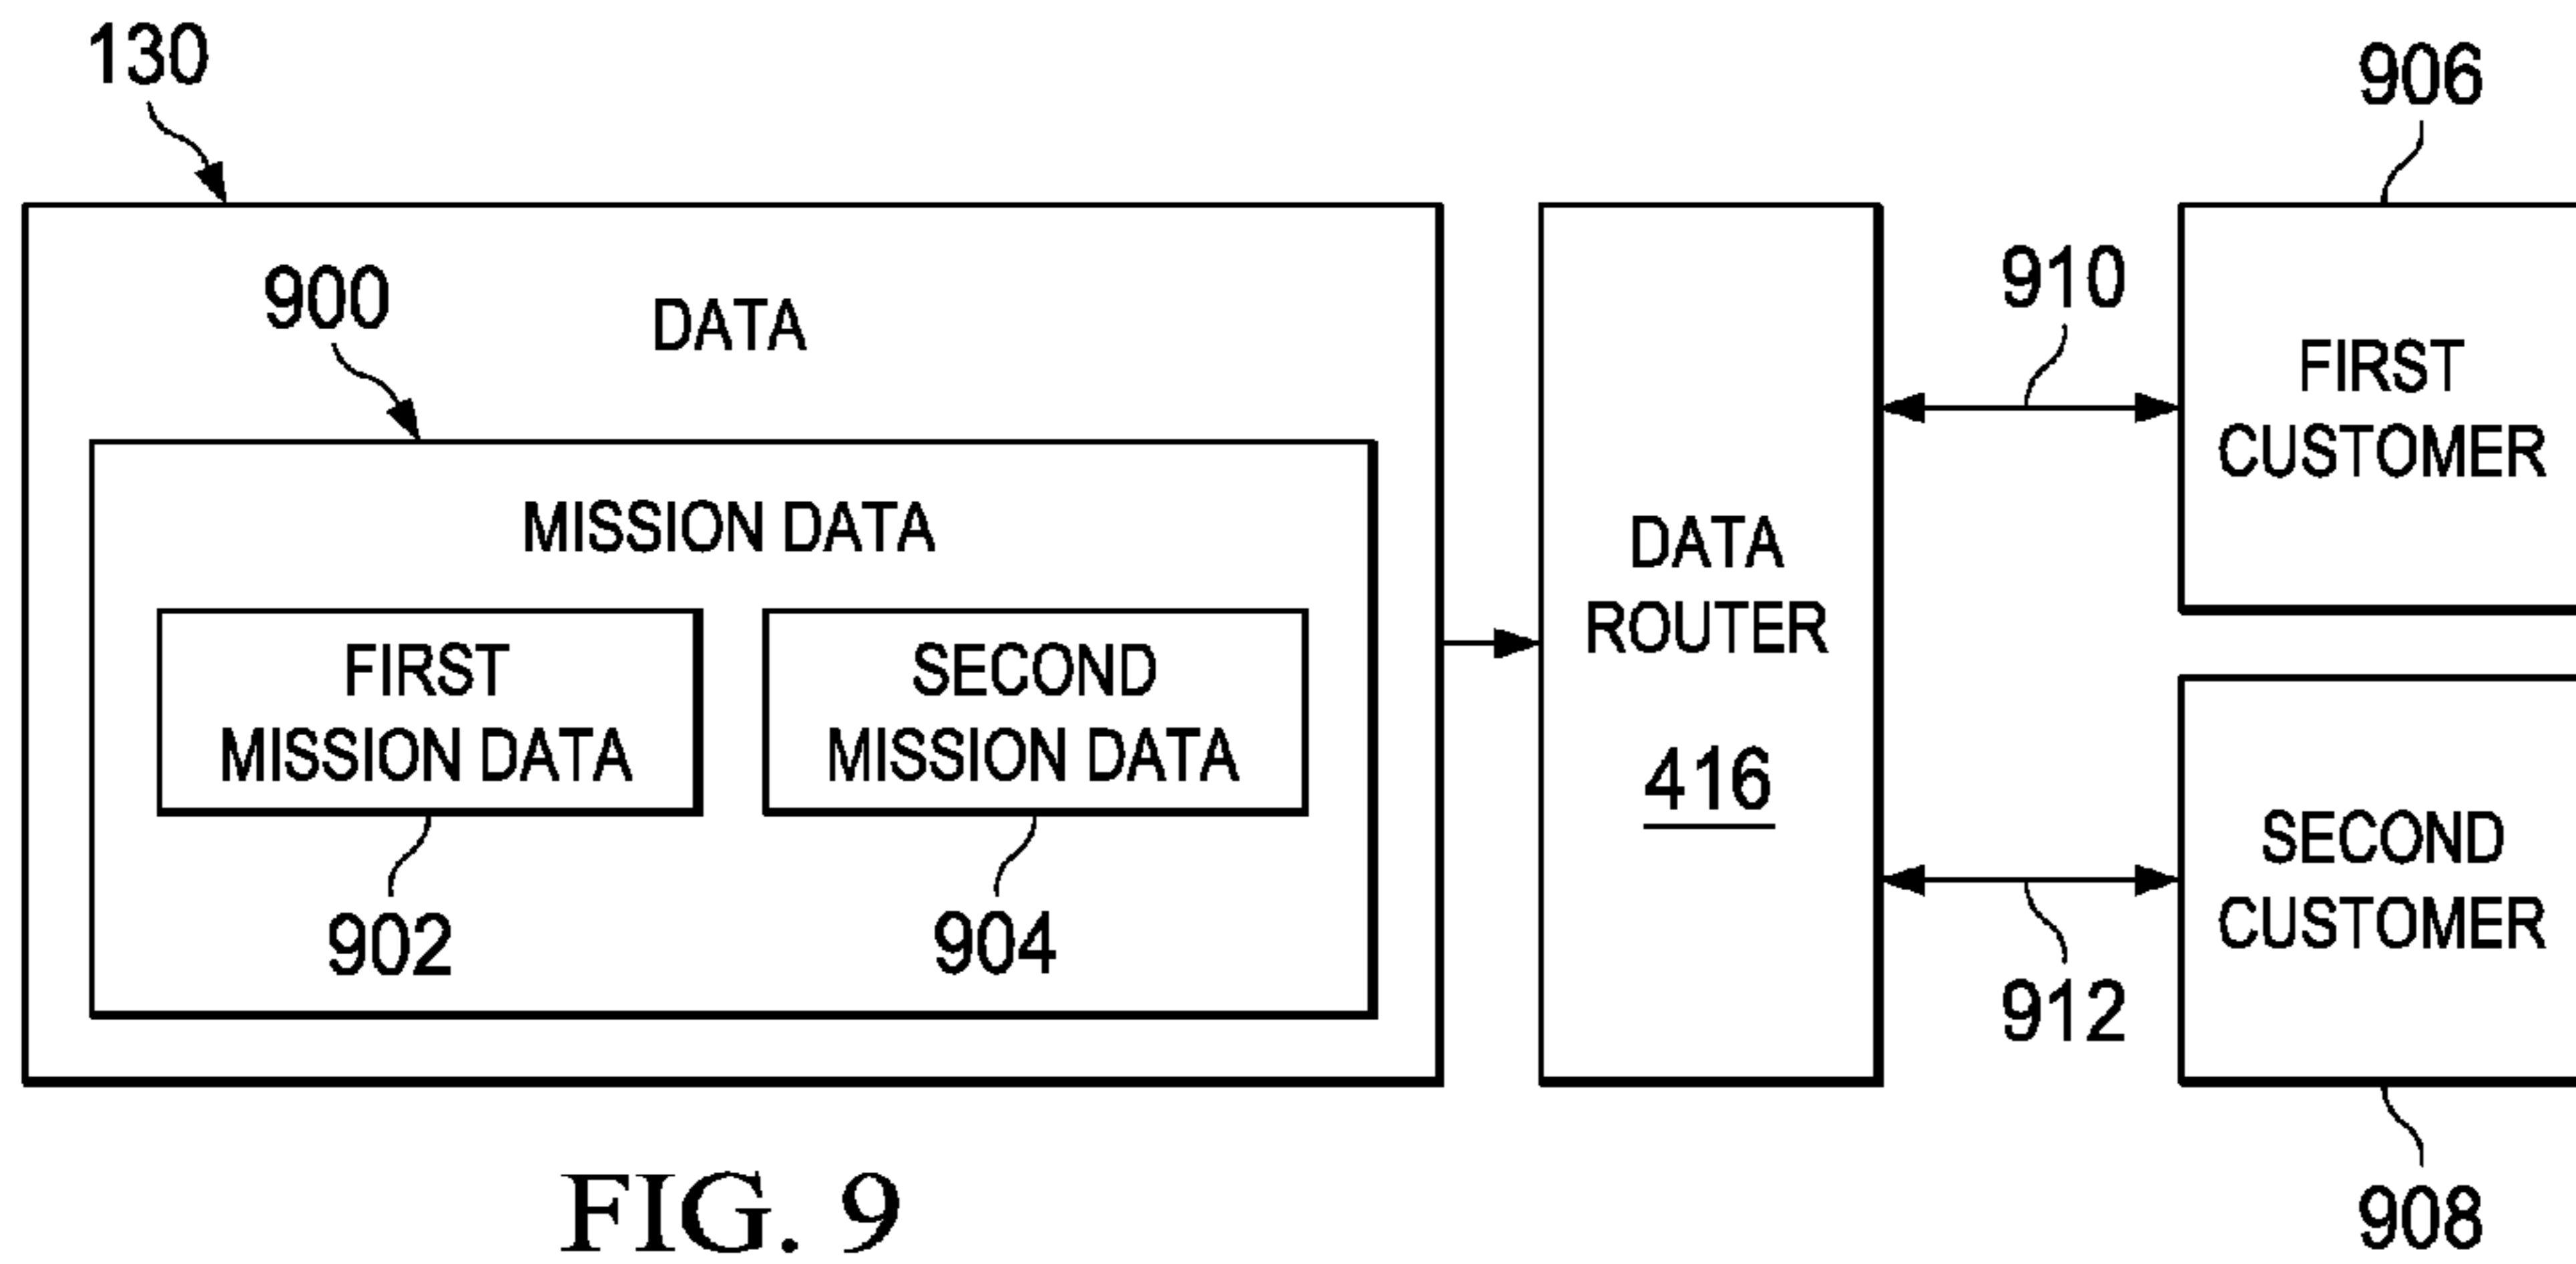 130
906
900
DATA
910
FIRST
CUSTOMER
MISSION DATA
DATA
ROUTER
416
FIRST
MISSION DATA
SECOND
MISSION DATA
902
904
SECOND
CUSTOMER
912
908
FIG. 9